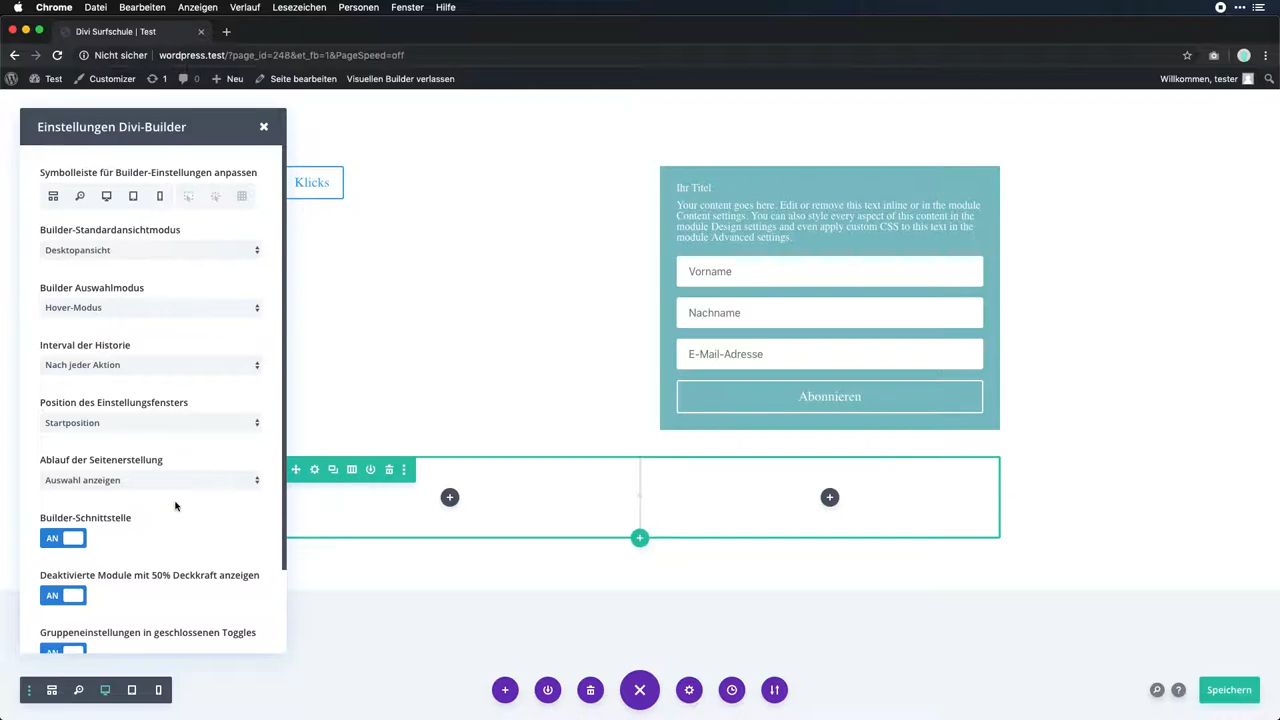 Chrome Datei Bearbeiten Anzeigen Verlauf Lesezeichen Personen Fenster Hilfe
Divi Surfschule | Test
Nicht sicher wordpress.test/?page_id=248&et_fb=1&PageSpeed=off
Test Customizer 1 0 Neu Seite bearbeiten Visuellen Builder verlassen Willkommen, tester
Einstellungen Divi-Builder
Symbolleiste für Builder-Einstellungen anpassen
Builder-Standardansichtmodus
Desktopansicht
Builder Auswahlmodus
Hover-Modus
Interval der Historie
Nach jeder Aktion
Position des Einstellungsfensters
Startposition
Ablauf der Seitenerstellung
Auswahl anzeigen
Builder-Schnittstelle
AN
Deaktivierte Module mit 50% Deckkraft anzeigen
AN
Gruppeneinstellungen in geschlossenen Toggles
AN
Klicks
Ihr Titel
Your content goes here. Edit or remove this text inline or in the module
Content settings. You can also style every aspect of this content in the
module Design settings and even apply custom CSS to this text in the
module Advanced settings.
Vorname
Nachname
E-Mail-Adresse
Abonnieren
?
Speichern